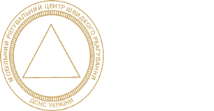 МОБІЛЬНИЙ РЯТУВАЛЬНИЙ ЦЕНТР ШВИДКОГО РЕАГУВАННЯ
ДСНС УКРАЇНИ